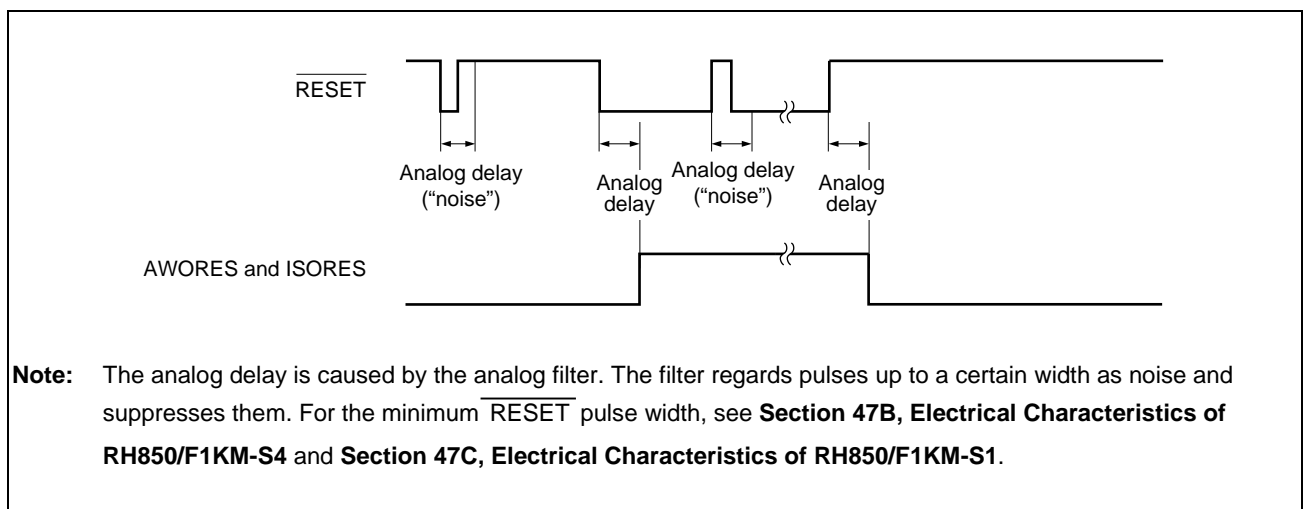 RESET
Analog delay
("noise")
Analog
delay
Analog delay
("noise")
Analog
delay
AWORES and ISORES
Note: The analog delay is caused by the analog filter. The filter regards pulses up to a certain width as noise and
suppresses them. For the minimum RESET pulse width, see Section 47B, Electrical Characteristics of
RH850/F1KM-S4 and Section 47C, Electrical Characteristics of RH850/F1KM-S1.